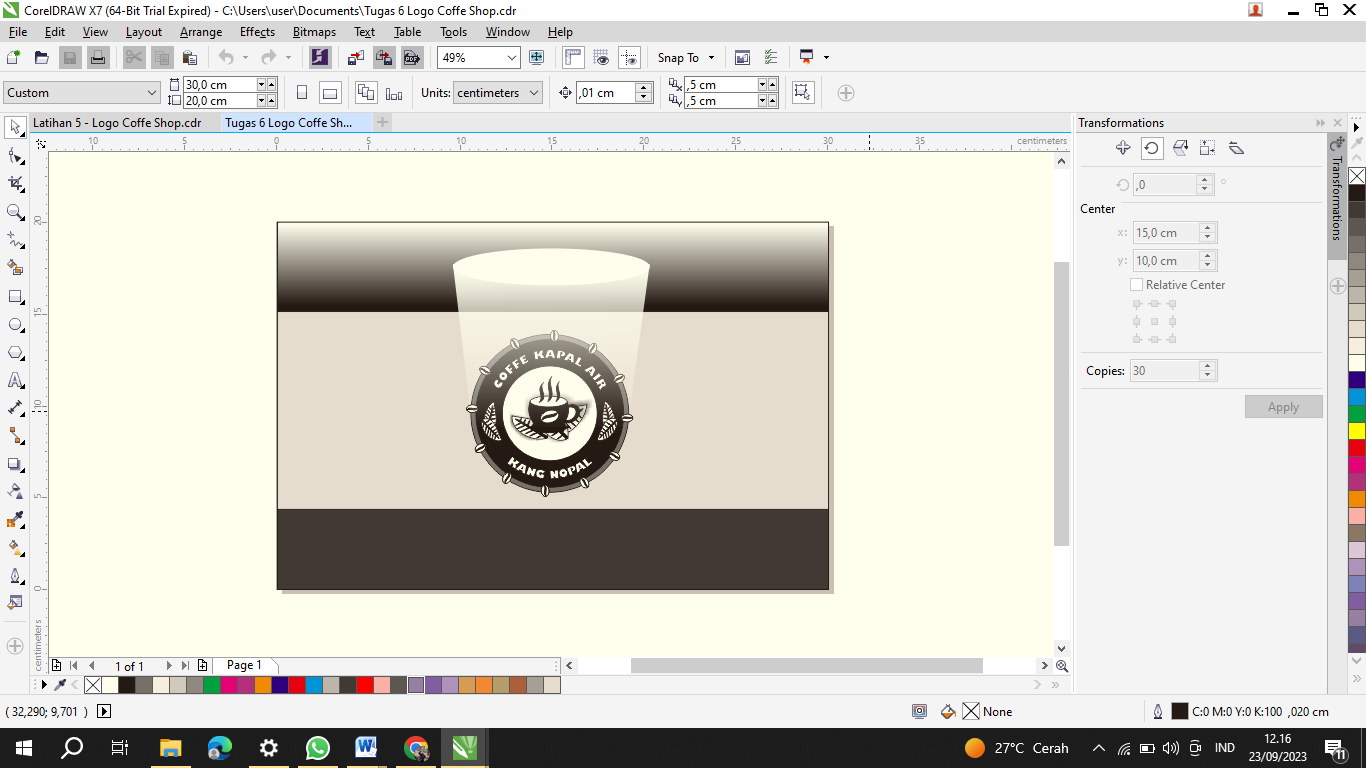 CorelDRAW X7 (64-Bit Trial Expired) - C:\Users\user\Documents\Tugas 6 Logo Coffe Shop.cdr
File Edit View Layout Arrange Effects Bitmaps Text Table Tools Window Help
49% Snap To
PDF
Custom 30,0 cm 20,0 cm Units: centimeters ,01 cm ,5 cm ,5 cm
Latihan 5 - Logo Coffe Shop.cdr Tugas 6 Logo Coffe Sh...
10 5 0 5 10 15 20 25 30 35 centimeters
20
15
10
5
0
centimeters
COFFE KAPAL AIR
KANG NOPAL
Transformations
,0 °
Center
x: 15,0 cm
y: 10,0 cm
Relative Center
Copies: 30
Apply
Transformations
1 of 1 Page 1
( 32,290; 9,701 ) None C:0 M:0 Y:0 K:100 ,020 cm
27°C Cerah IND 12.16
23/09/2023 11